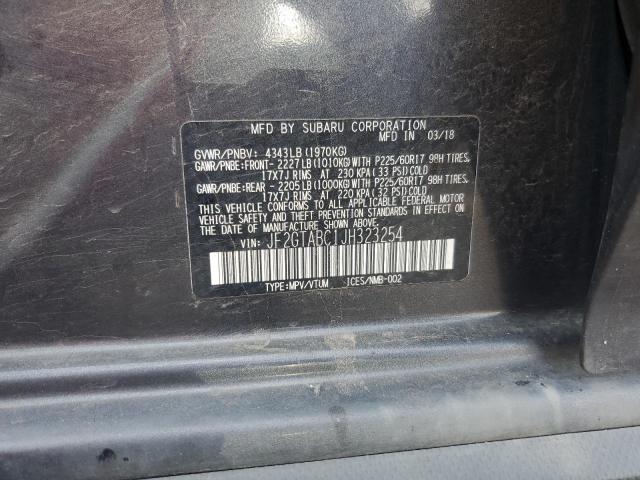 MFD BY SUBARU CORPORATION
MFD IN 03/18
GVWR/PNBV: 4343LB (1970KG)
GAWR/PNBE:FRONT- 2227LB (1010KG) WITH P225/60R17 98H TIRES,
17X7J RIMS AT 230 KPA (33 PSI) COLD
GAWR/PNBE:REAR - 2205LB (1000KG) WITH P225/60R17 98H TIRES,
17X7J RIMS AT 220 KPA (32 PSI) COLD
THIS VEHICLE CONFORMS TO ALL APPLICABLE FEDERAL MOTOR
VEHICLE SAFETY AND THEFT PREVENTION STANDARDS IN EFFECT ON THE
DATE OF MANUFACTURE SHOWN ABOVE.
VIN: JF2GTABC1JH323254
TYPE:MPV/VTUM ICES/NMB-002